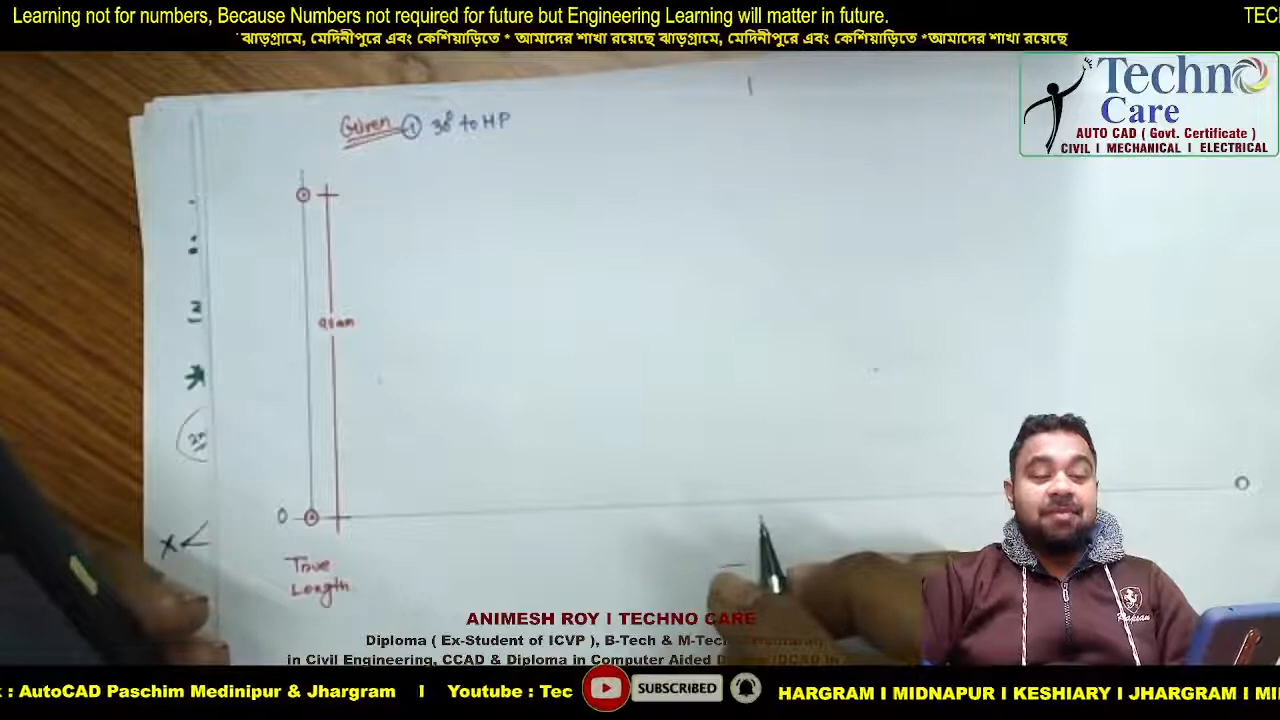 Learning not for numbers, Because Numbers not required for future but Engineering Learning will matter in future.
TEC
ঝাড়গ্রামে, মেদিনীপুরে এবং কেশিয়াড়িতে * আমাদের শাখা রয়েছে ঝাড়গ্রামে, মেদিনীপুরে এবং কেশিয়াড়িতে *আমাদের শাখা রয়েছে
Techno
Care
AUTO CAD ( Govt. Certificate )
CIVIL I MECHANICAL I ELECTRICAL
Given 1 30° to HP
True
Length
ANIMESH ROY I TECHNO CARE
Diploma ( Ex-Student of ICVP ), B-Tech & M-Tech
in Civil Engineering, CCAD & Diploma in Computer Aided
: AutoCAD Paschim Medinipur & Jhargram I Youtube : Tec
SUBSCRIBED
HARGRAM I MIDNAPUR I KESHIARY I JHARGRAM I MI